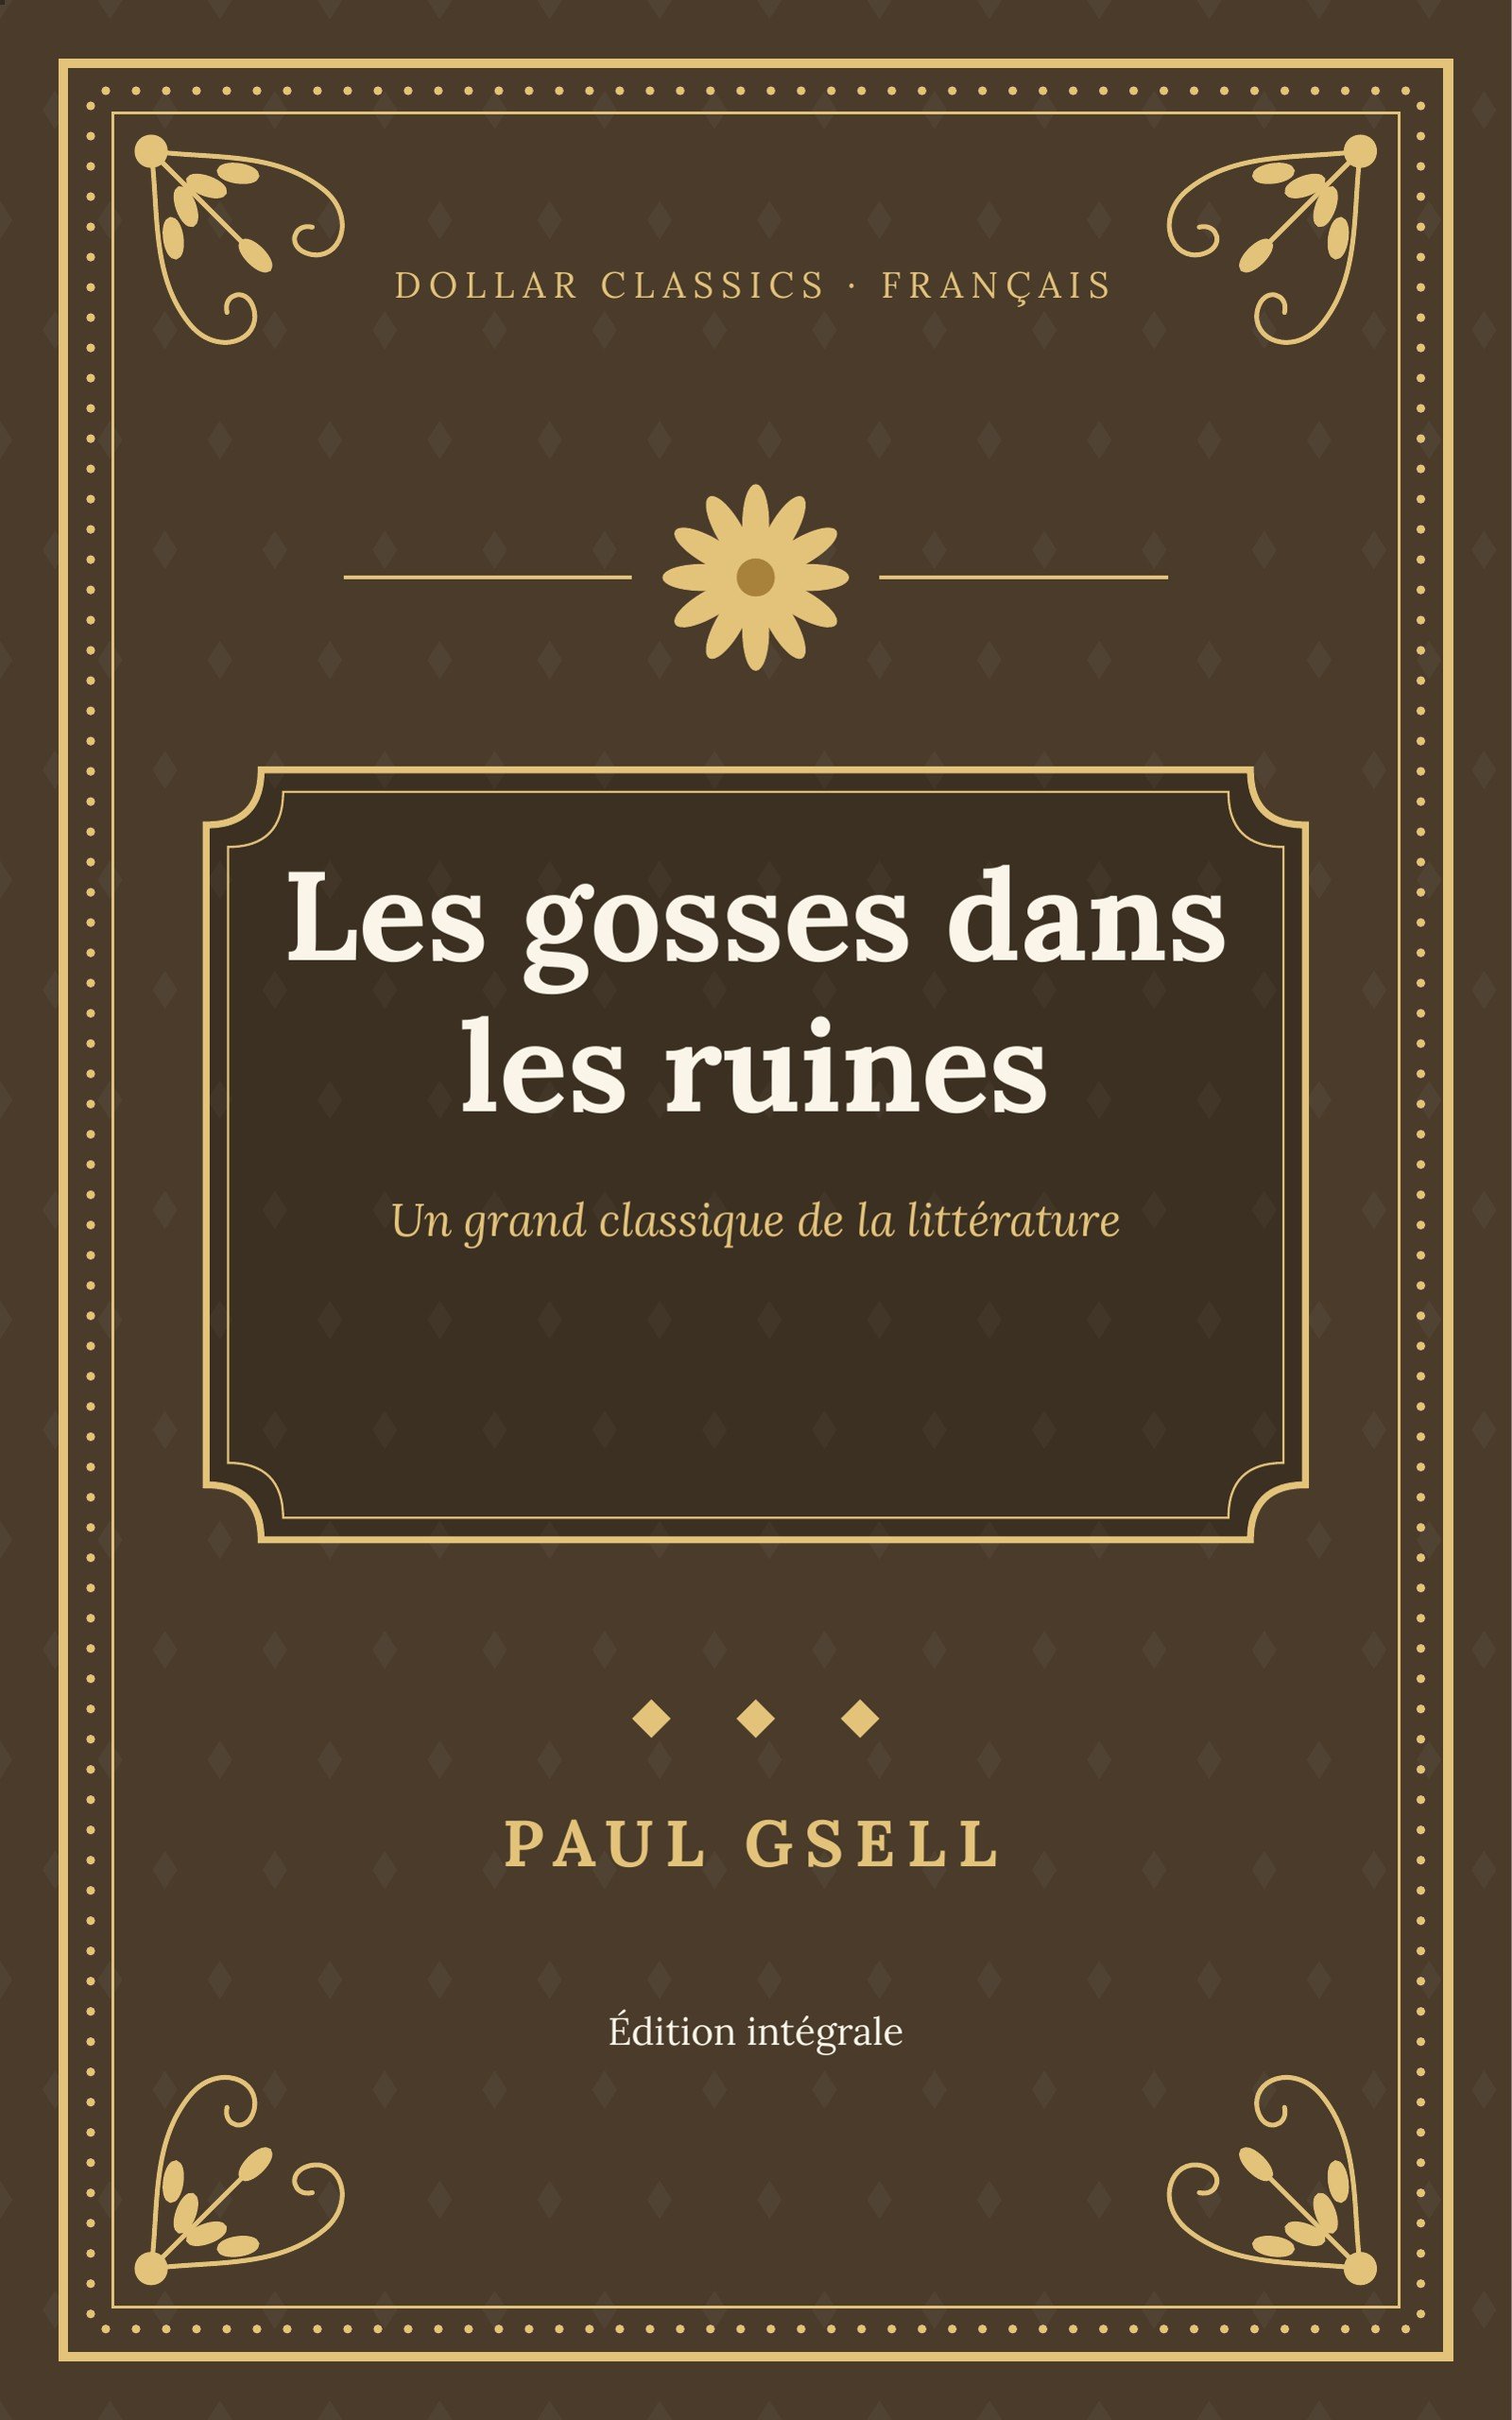 DOLLAR CLASSICS · FRANÇAIS
Les gosses dans
les ruines
Un grand classique de la littérature
PAUL GSELL
Édition intégrale